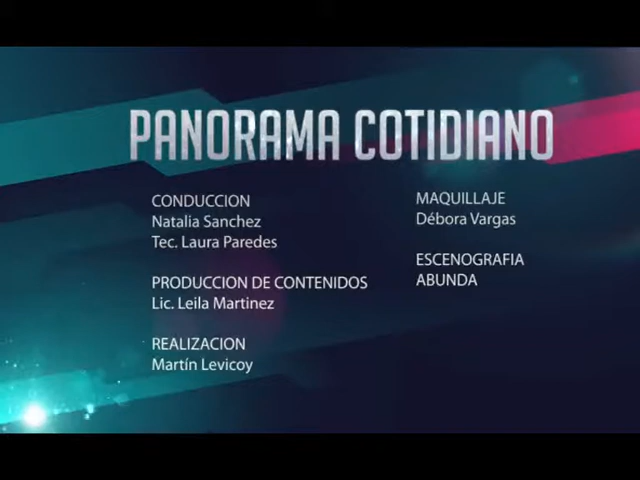 PANORAMA COTIDIANO
CONDUCCION
Natalia Sanchez
Tec. Laura Paredes
PRODUCCION DE CONTENIDOS
Lic. Leila Martinez
REALIZACION
Martín Levicoy
MAQUILLAJE
Débora Vargas
ESCENOGRAFIA
ABUNDA